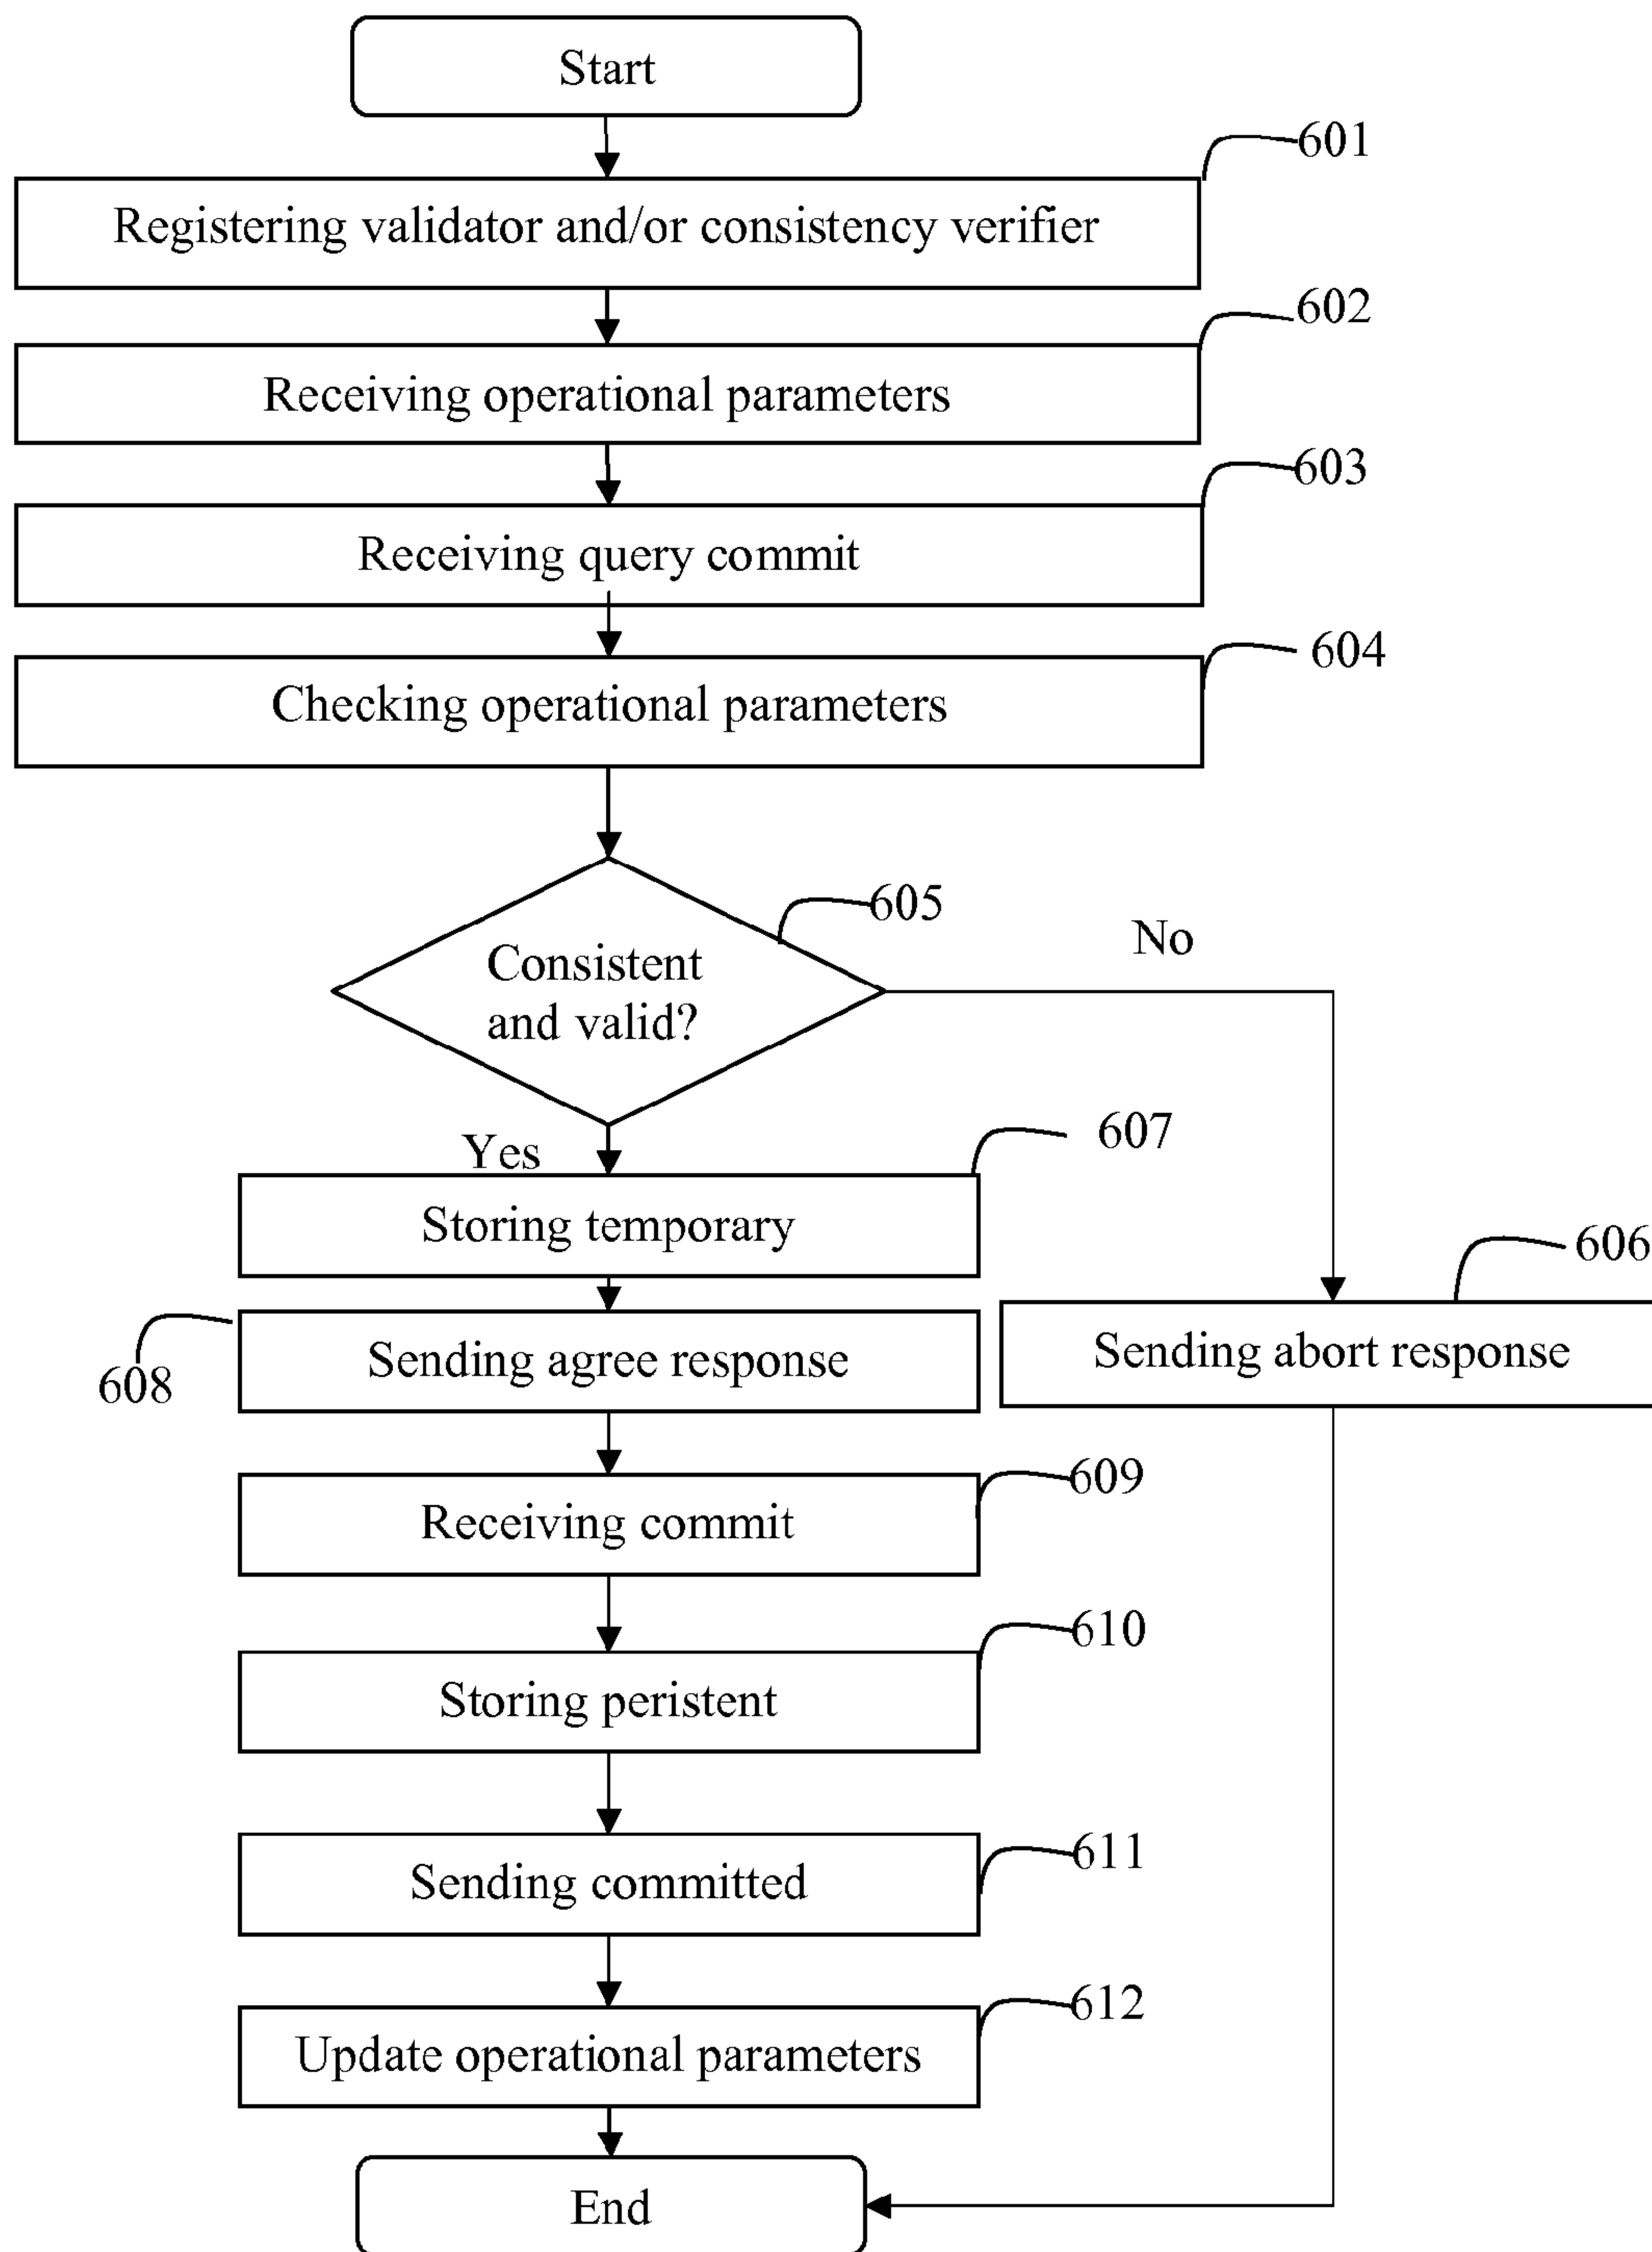 Start
601
Registering validator and/or consistency verifier
602
Receiving operational parameters
603
Receiving query commit
604
Checking operational parameters
605
No
Consistent
and valid?
Yes
607
Storing temporary
606
608
Sending agree response
Sending abort response
609
Receiving commit
610
Storing peristent
611
Sending committed
612
Update operational parameters
End